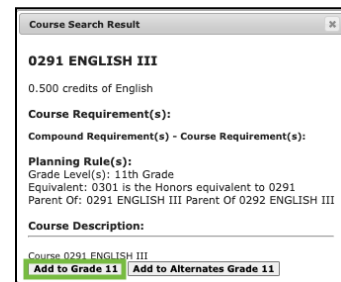 Course Search Result
0291 ENGLISH III
0.500 credits of English
Course Requirement(s):
Compound Requirement(s) - Course Requirement(s):
Planning Rule(s):
Grade Level(s): 11th Grade
Equivalent: 0301 is the Honors equivalent to 0291
Parent Of: 0291 ENGLISH III Parent Of 0292 ENGLISH III
Course Description:
Course 0291 ENGLISH III
Add to Grade 11 Add to Alternates Grade 11